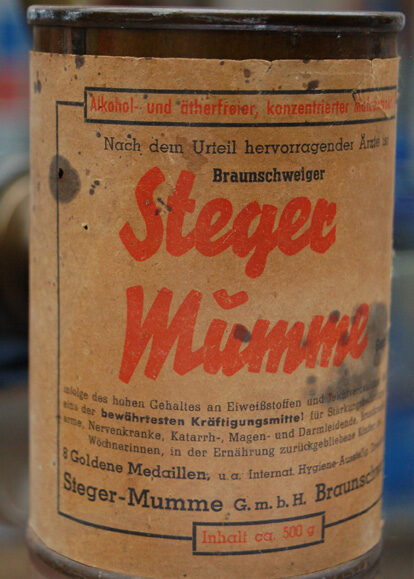 Alkohol- und ätherfreier, konzentrierter
Nach dem Urteil hervorragender Ärzte
Braunschweiger
Steger
Mumme
infolge des hohen Gehaltes an Eiweißstoffen und
eins der bewährtesten Kräftigungsmittel für
arme, Nervenkranke, Katarrh-, Magen- und Darmleidende,
Wöchnerinnen, in der Ernährung zurückgebliebene Kinder
8 Goldene Medaillen, u. a. Internat. Hygiene-
Steger-Mumme G. m. b. H.
Inhalt ca. 500 g